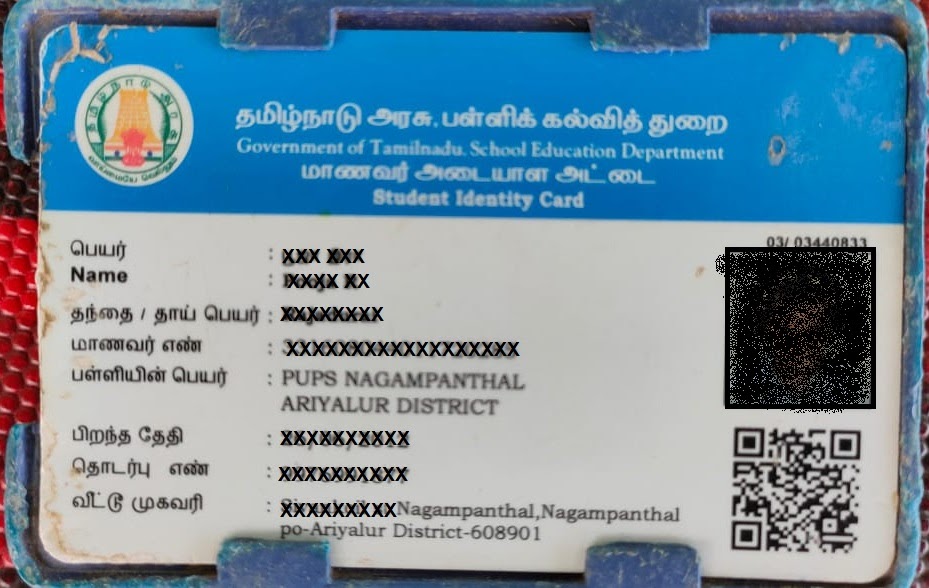 தமிழ்நாடு அரசு
வாய்மையே வெல்லும்
தமிழ்நாடு அரசு, பள்ளிக் கல்வித் துறை
Government of Tamilnadu, School Education Department
மாணவர் அடையாள அட்டை
Student Identity Card
03/ 03440833
பெயர் : XXX XXX
Name : XXXX XX
தந்தை / தாய் பெயர் : XXXXXXXX
மாணவர் எண் : XXXXXXXXXXXXXXXXXX
பள்ளியின் பெயர் : PUPS NAGAMPANTHAL
ARIYALUR DISTRICT
பிறந்த தேதி : XXXXXXXXXX
தொடர்பு எண் : XXXXXXXXXX
வீட்டு முகவரி : XXXXXXXXX Nagampanthal,Nagampanthal
po-Ariyalur District-608901